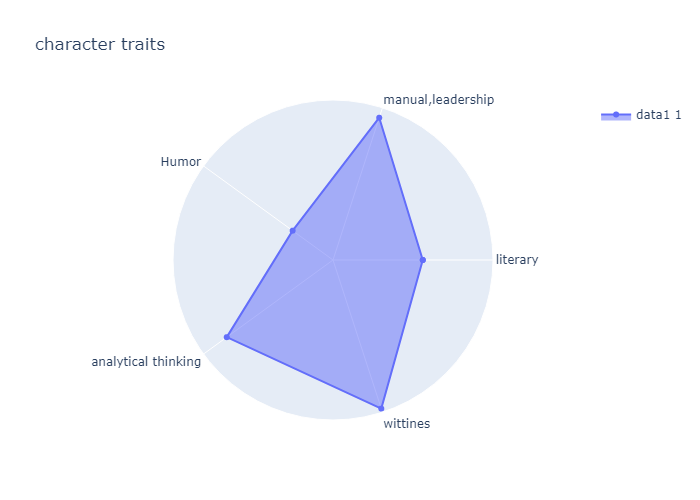 character traits
manual,leadership
data1 1
Humor
literary
analytical thinking
wittines